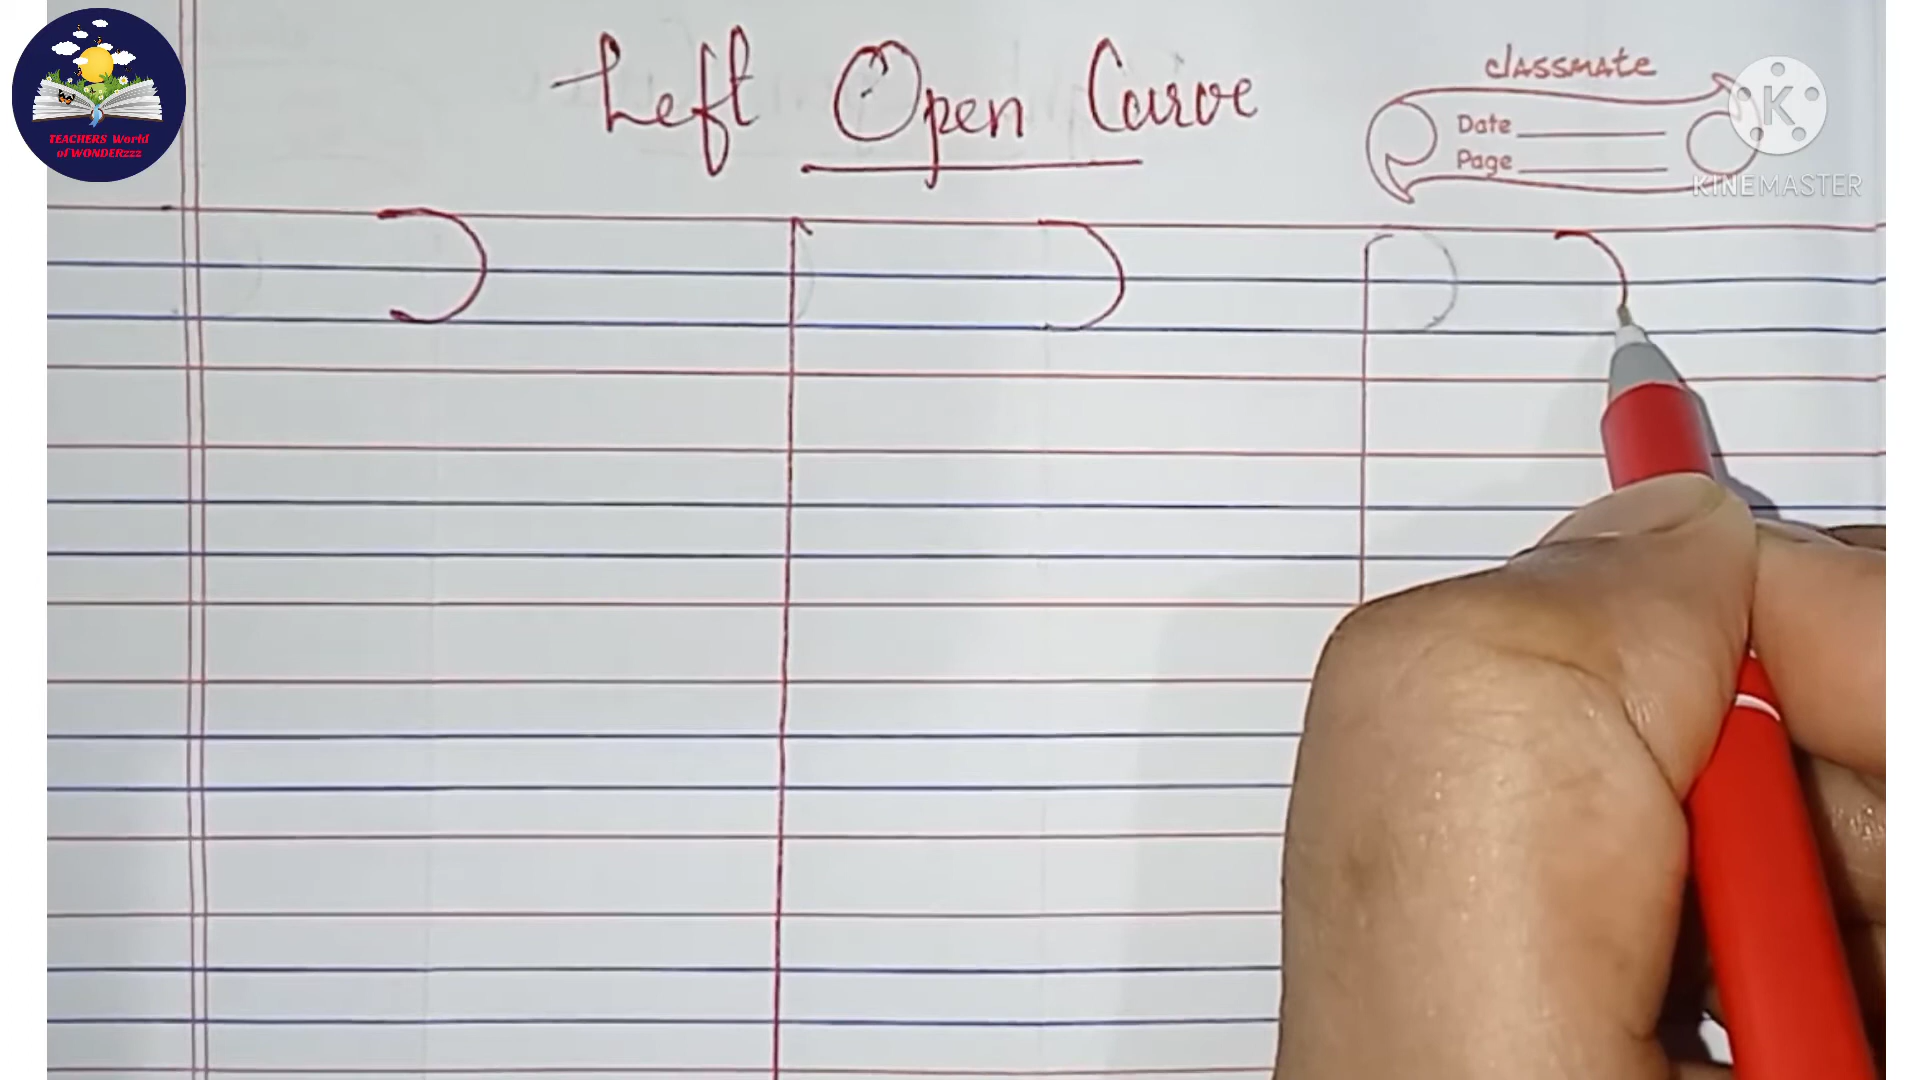 Left Open Curve
classmate
Date
Page
KINEMASTER
TEACHERS World
of WONDERzzz